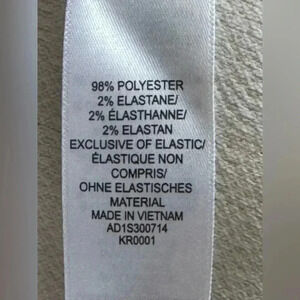 98% POLYESTER
2% ELASTANE/
2% ÉLASTHANNE/
2% ELASTAN
EXCLUSIVE OF ELASTIC/
ÉLASTIQUE NON
COMPRIS/
OHNE ELASTISCHES
MATERIAL
MADE IN VIETNAM
AD1S300714
KR0001